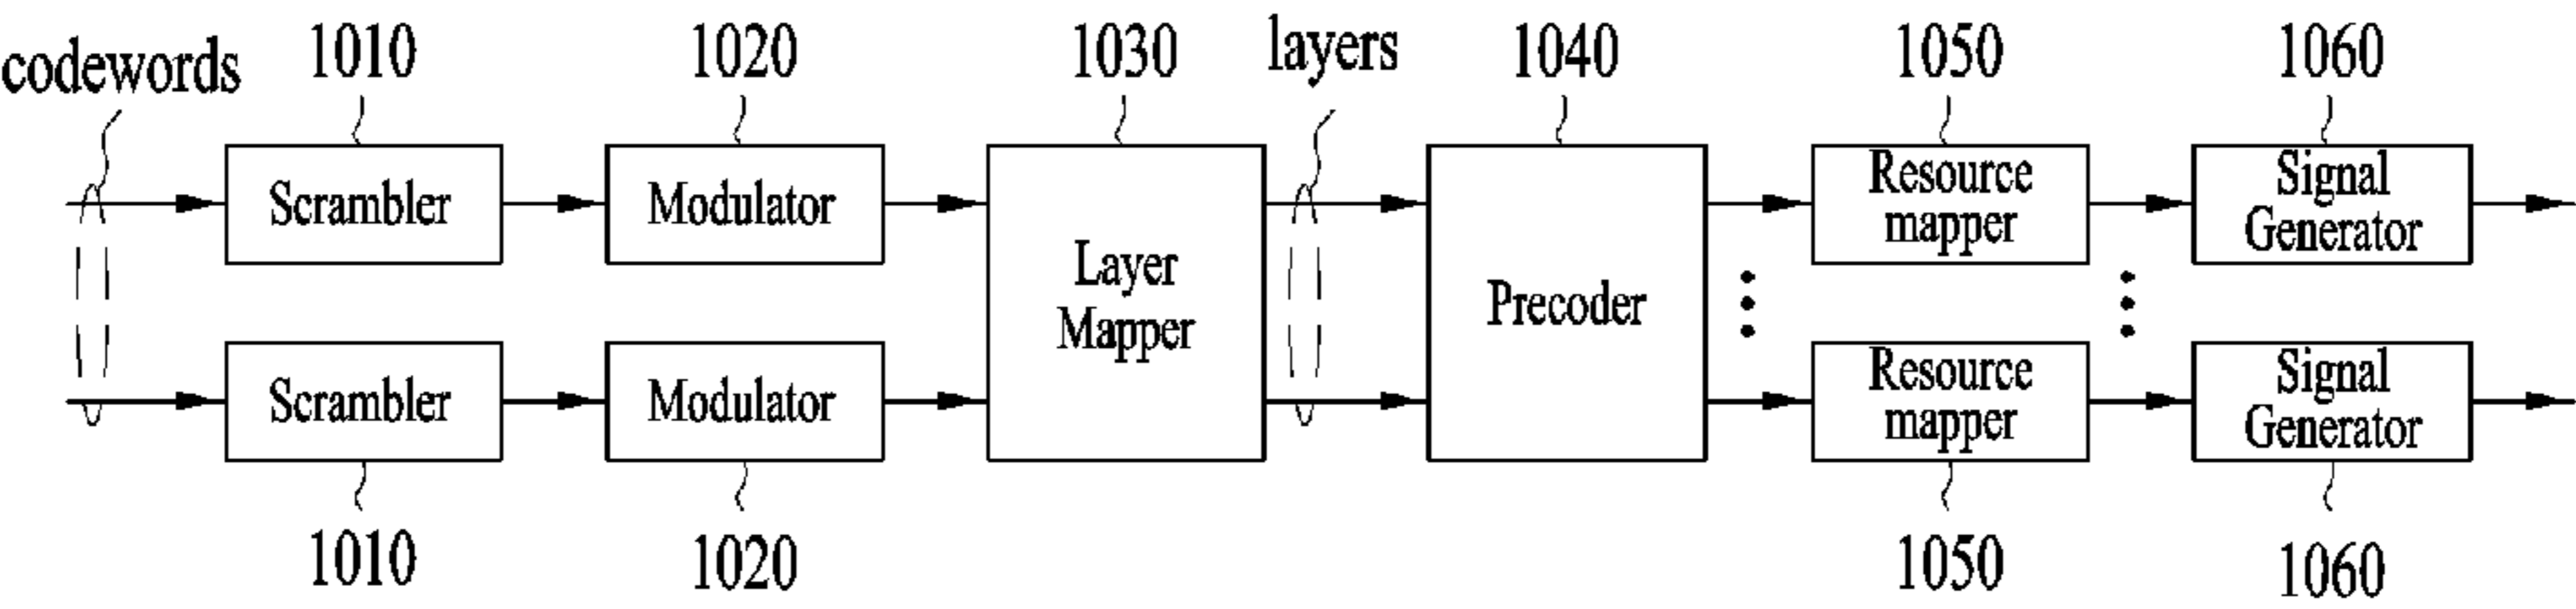 codewords
1010
1020
1030
layers
1040
1050
1060
Scrambler
Modulator
Layer
Mapper
Precoder
Resource
mapper
Signal
Generator
Scrambler
Modulator
Resource
mapper
Signal
Generator
1010
1020
1050
1060